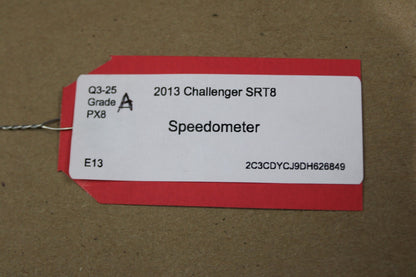 Q3-25
Grade A
PX8
2013 Challenger SRT8
Speedometer
E13
2C3CDYCJ9DH626849